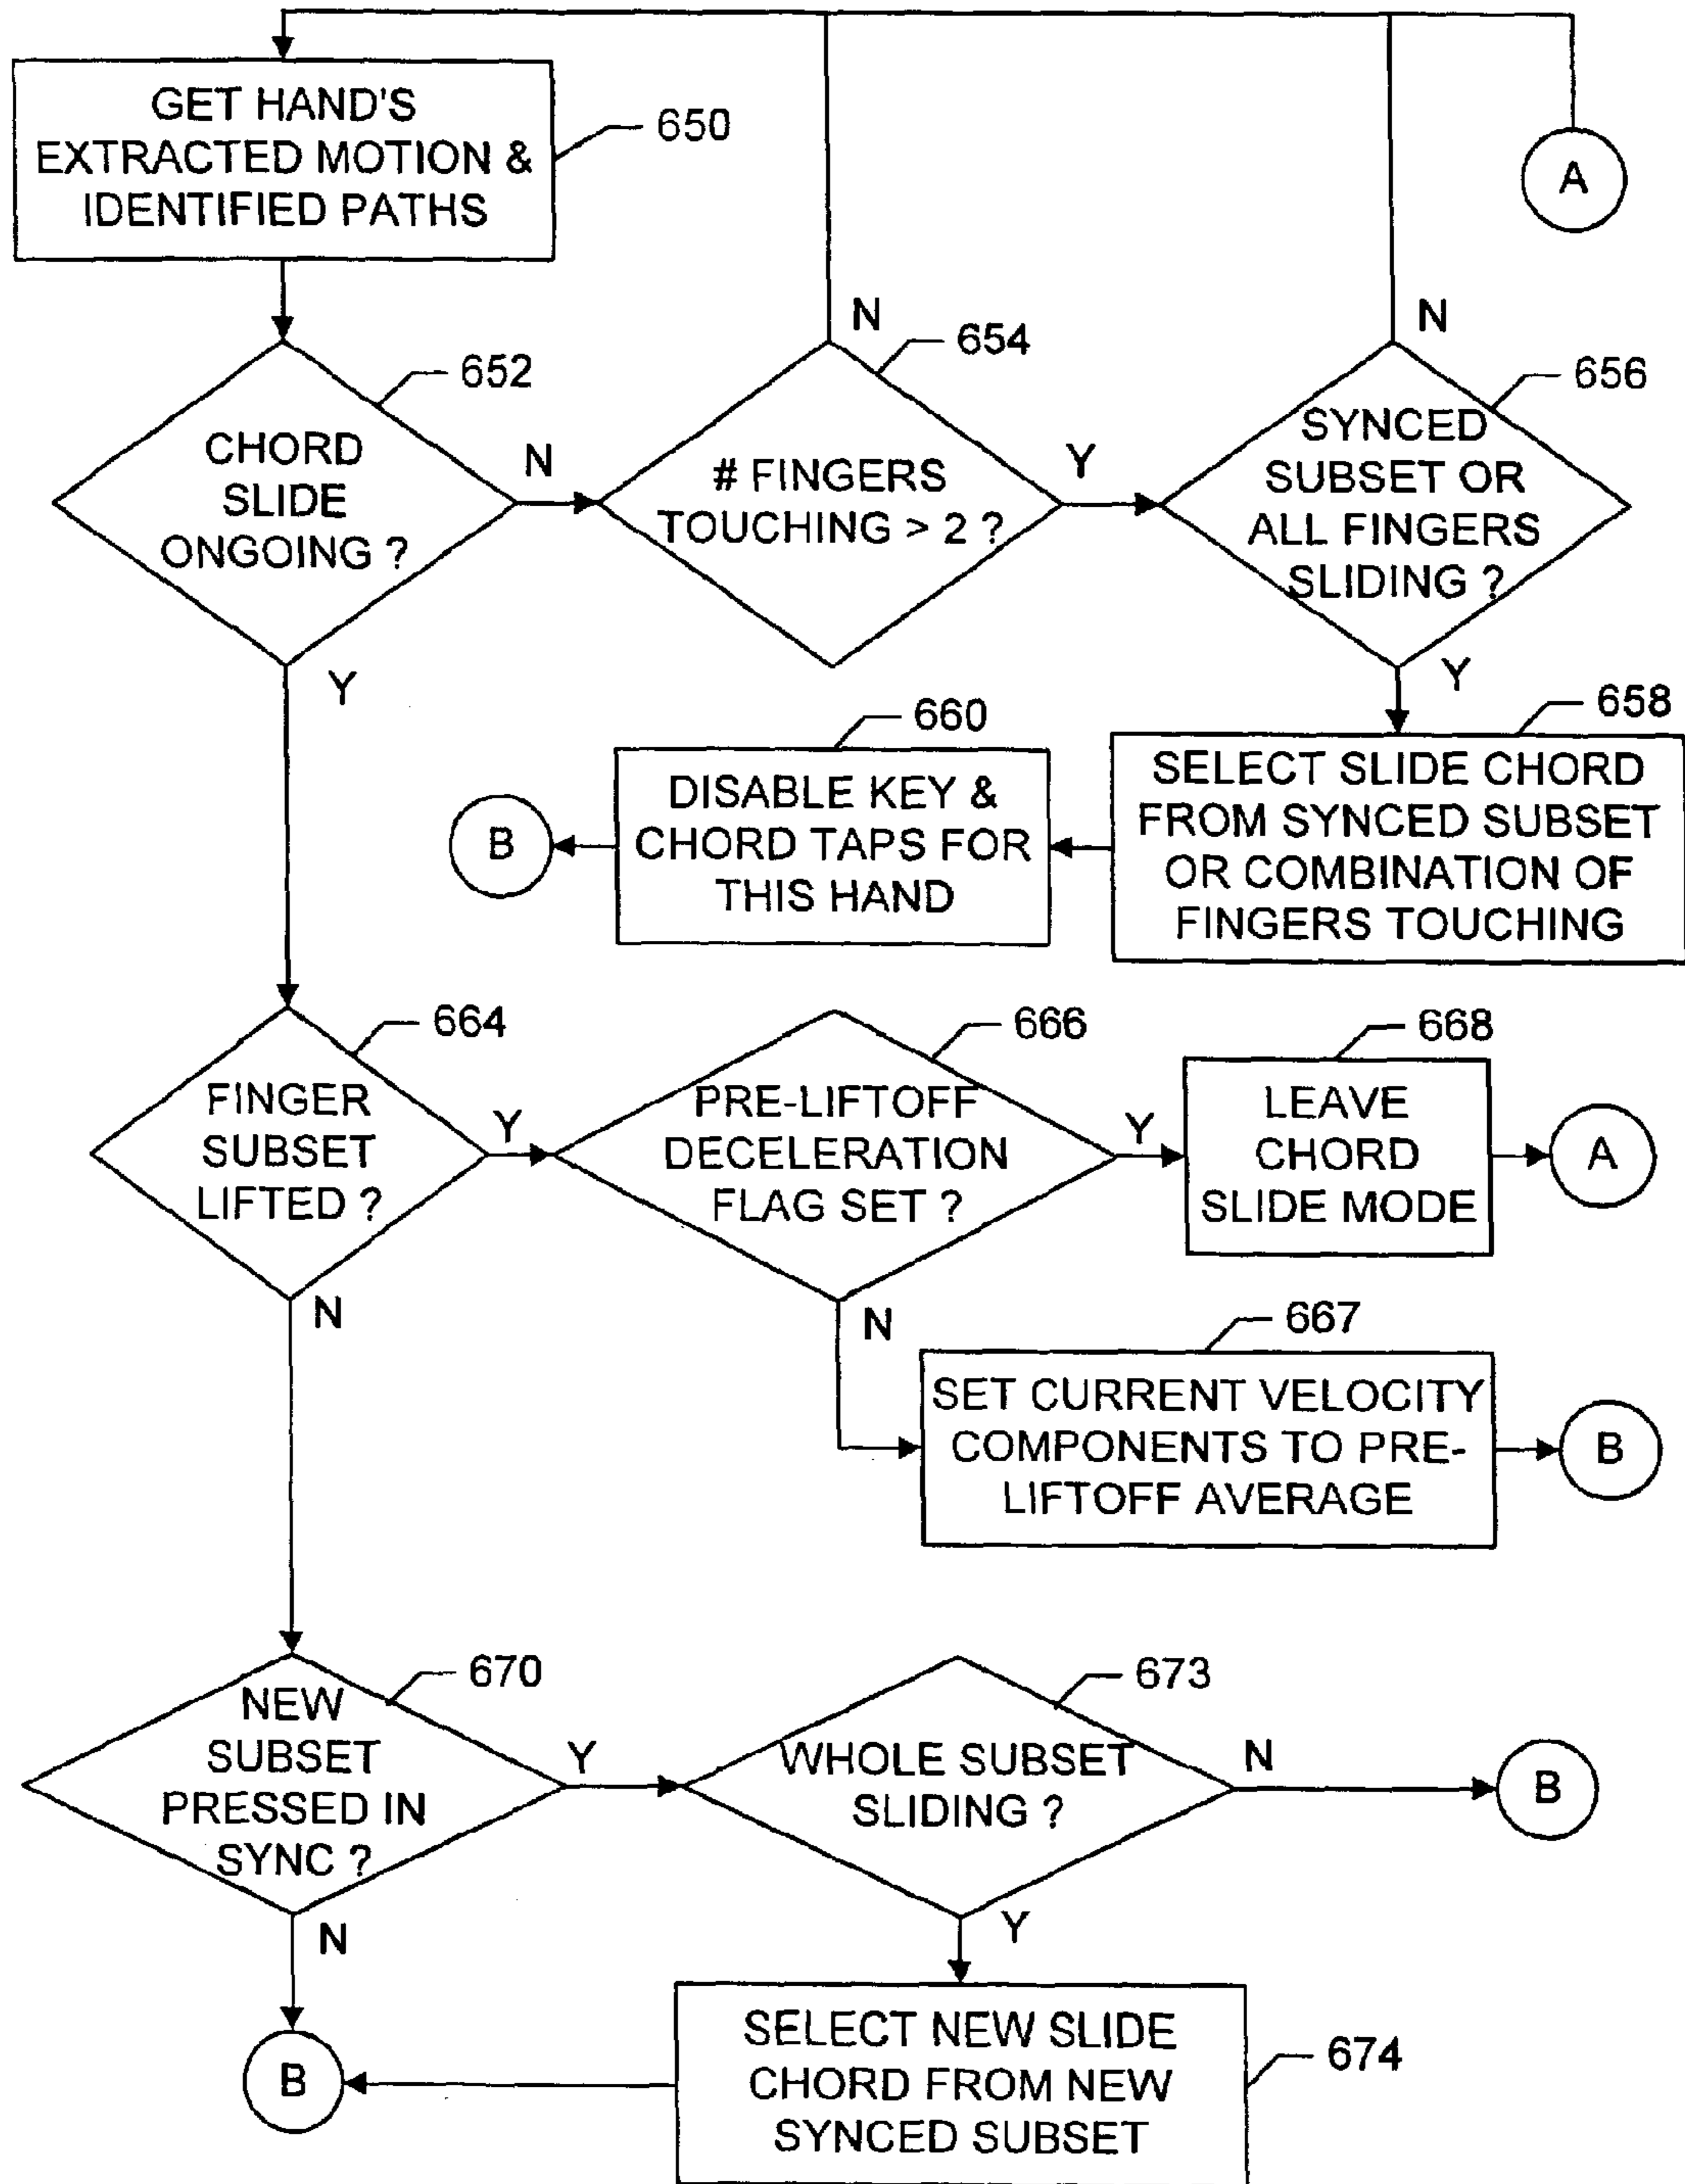 GET HAND'S
EXTRACTED MOTION &
IDENTIFIED PATHS
650
A
N
N
652
654
656
CHORD
SLIDE
ONGOING ?
N
# FINGERS
TOUCHING > 2 ?
Y
SYNCED
SUBSET OR
ALL FINGERS
SLIDING ?
Y
Y
660
658
B
DISABLE KEY &
CHORD TAPS FOR
THIS HAND
SELECT SLIDE CHORD
FROM SYNCED SUBSET
OR COMBINATION OF
FINGERS TOUCHING
664
666
668
FINGER
SUBSET
LIFTED ?
Y
PRE-LIFTOFF
DECELERATION
FLAG SET ?
Y
LEAVE
CHORD
SLIDE MODE
A
N
N
667
SET CURRENT VELOCITY
COMPONENTS TO PRE-
LIFTOFF AVERAGE
B
670
673
NEW
SUBSET
PRESSED IN
SYNC ?
Y
WHOLE SUBSET
SLIDING ?
N
B
N
Y
B
SELECT NEW SLIDE
CHORD FROM NEW
SYNCED SUBSET
674